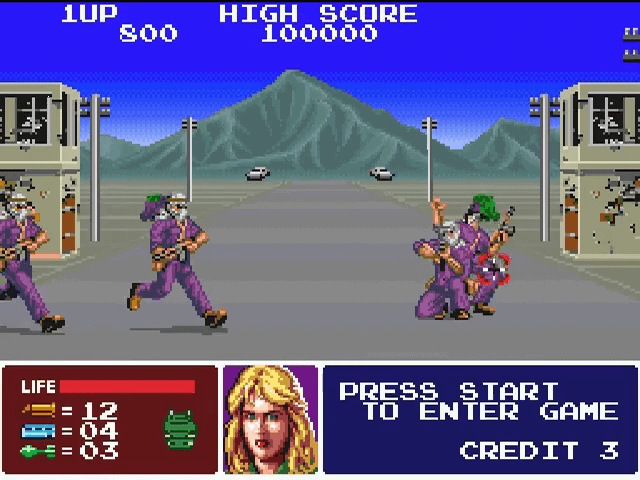 1UP HIGH SCORE
800 100000
LIFE
= 12
= 04
= 03
PRESS START
TO ENTER GAME
CREDIT 3